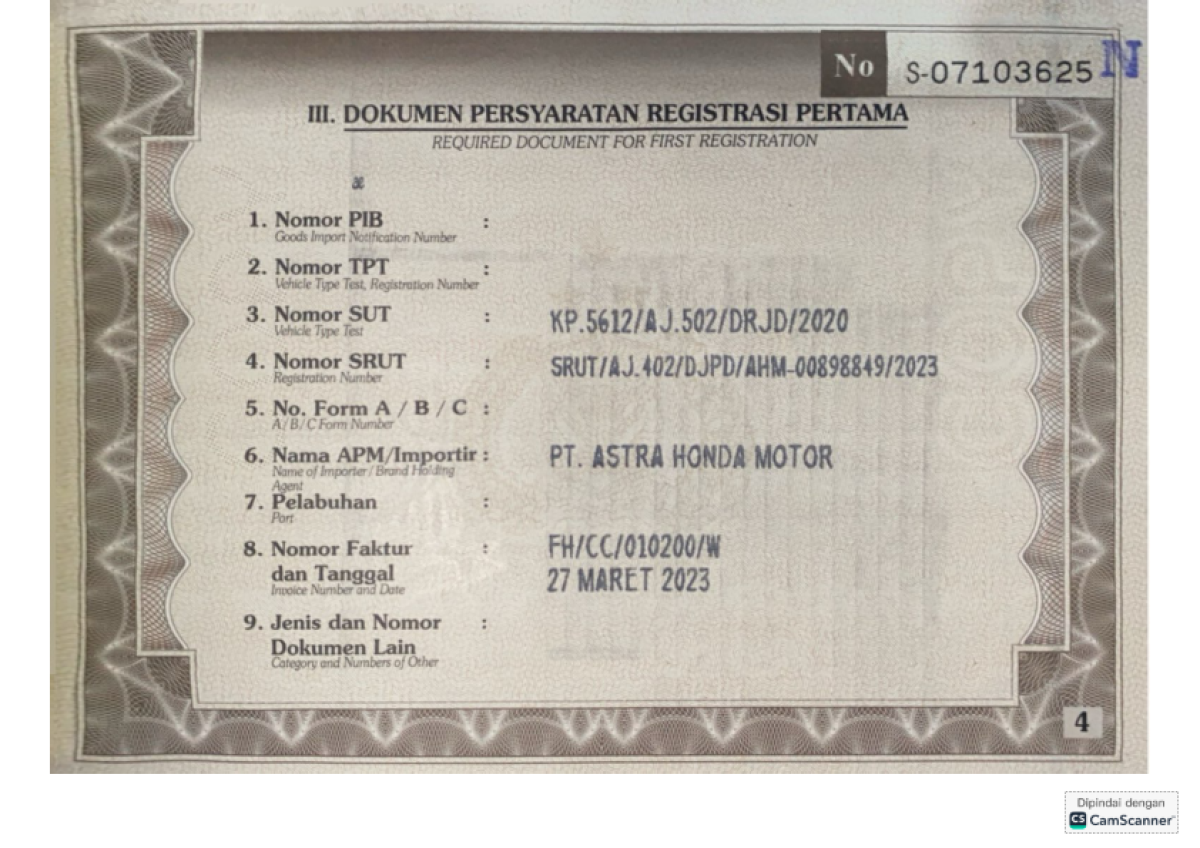 No S-07103625 N
III. DOKUMEN PERSYARATAN REGISTRASI PERTAMA
REQUIRED DOCUMENT FOR FIRST REGISTRATION
1. Nomor PIB :
Goods Import Notification Number
2. Nomor TPT :
Vehicle Type Test, Registration Number
3. Nomor SUT : KP.5612/AJ.502/DRJD/2020
Vehicle Type Test
4. Nomor SRUT : SRUT/AJ.402/DJPD/AHM-00898849/2023
Registration Number
5. No. Form A / B / C :
A / B / C Form Number
6. Nama APM/Importir : PT. ASTRA HONDA MOTOR
Name of Importer / Brand Holding
Agent
7. Pelabuhan :
Port
8. Nomor Faktur : FH/CC/010200/W
dan Tanggal 27 MARET 2023
Invoice Number and Date
9. Jenis dan Nomor :
Dokumen Lain
Category and Numbers of Other
4
Dipindai dengan
CS CamScanner